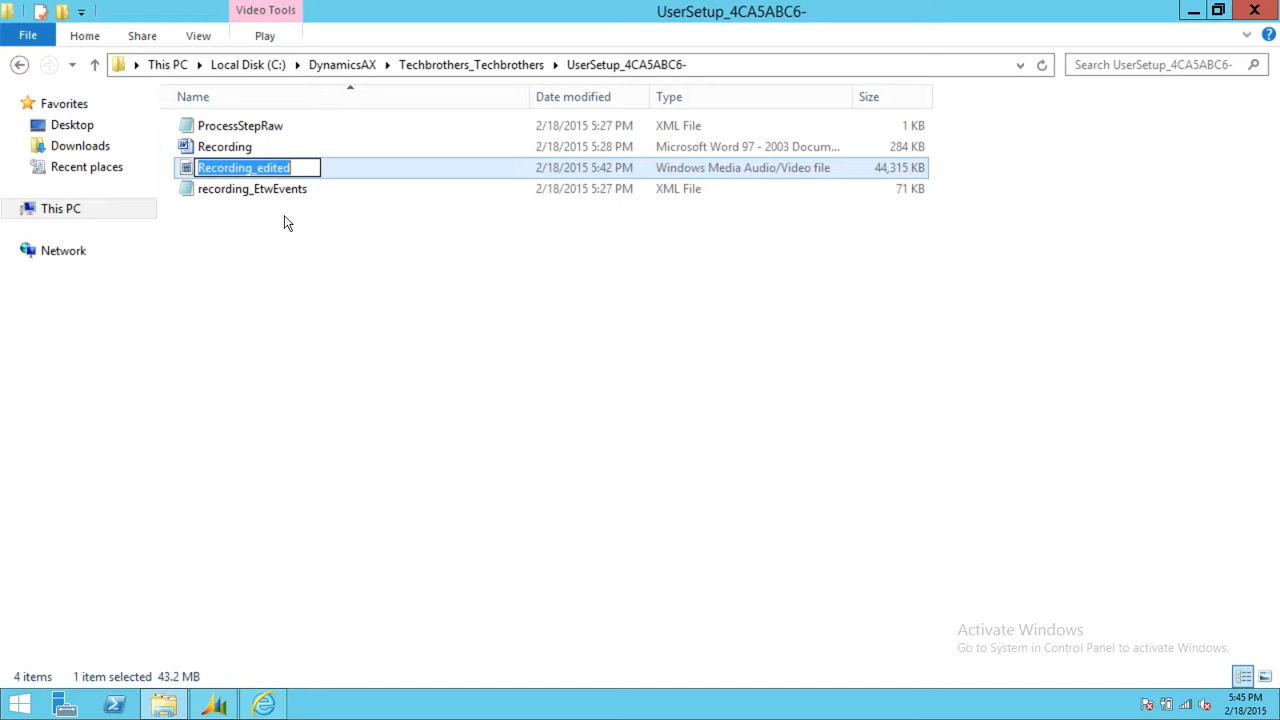 Video Tools
UserSetup_4CA5ABC6-
File Home Share View Play
This PC Local Disk (C:) DynamicsAX Techbrothers_Techbrothers UserSetup_4CA5ABC6-
Search UserSetup_4CA5ABC6-
Name Date modified Type Size
Favorites
Desktop
Downloads
Recent places
This PC
Network
ProcessStepRaw 2/18/2015 5:27 PM XML File 1 KB
Recording 2/18/2015 5:28 PM Microsoft Word 97 - 2003 Docum... 284 KB
Recording_edited 2/18/2015 5:42 PM Windows Media Audio/Video file 44,315 KB
recording_EtwEvents 2/18/2015 5:27 PM XML File 71 KB
Activate Windows
Go to System in Control Panel to activate Windows.
4 items 1 item selected 43.2 MB
5:45 PM
2/18/2015